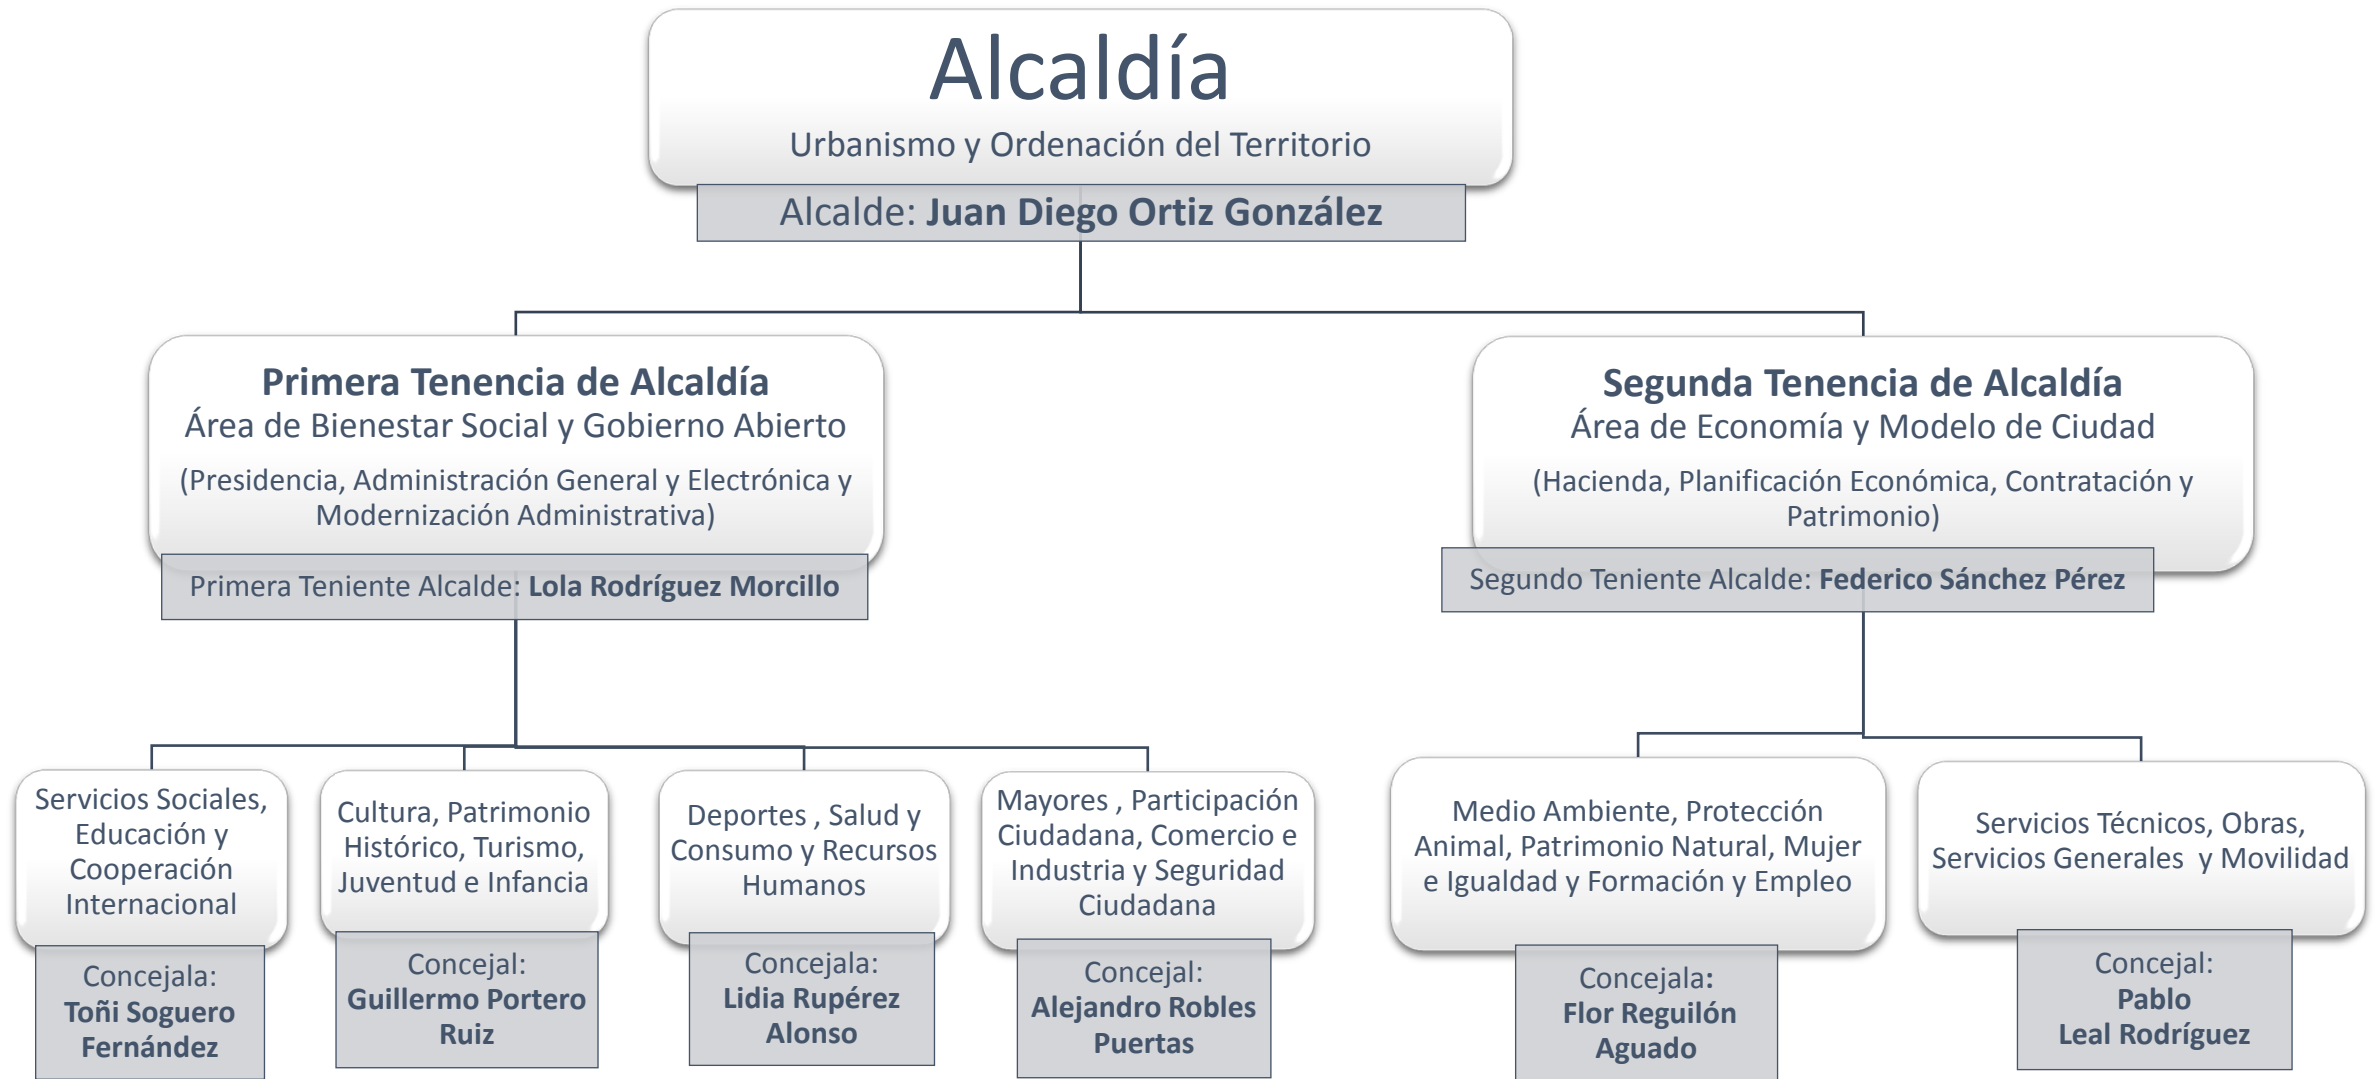 Alcaldía
Urbanismo y Ordenación del Territorio
Alcalde: Juan Diego Ortiz González
Primera Tenencia de Alcaldía
Área de Bienestar Social y Gobierno Abierto
(Presidencia, Administración General y Electrónica y
Modernización Administrativa)
Primera Teniente Alcalde: Lola Rodríguez Morcillo
Segunda Tenencia de Alcaldía
Área de Economía y Modelo de Ciudad
(Hacienda, Planificación Económica, Contratación y
Patrimonio)
Segundo Teniente Alcalde: Federico Sánchez Pérez
Servicios Sociales,
Educación y
Cooperación
Internacional
Concejala:
Toñi Soguero
Fernández
Cultura, Patrimonio
Histórico, Turismo,
Juventud e Infancia
Concejal:
Guillermo Portero
Ruiz
Deportes , Salud y
Consumo y Recursos
Humanos
Concejala:
Lidia Rupérez
Alonso
Mayores , Participación
Ciudadana, Comercio e
Industria y Seguridad
Ciudadana
Concejal:
Alejandro Robles
Puertas
Medio Ambiente, Protección
Animal, Patrimonio Natural, Mujer
e Igualdad y Formación y Empleo
Concejala:
Flor Reguilón
Aguado
Servicios Técnicos, Obras,
Servicios Generales  y Movilidad
Concejal:
Pablo
Leal Rodríguez